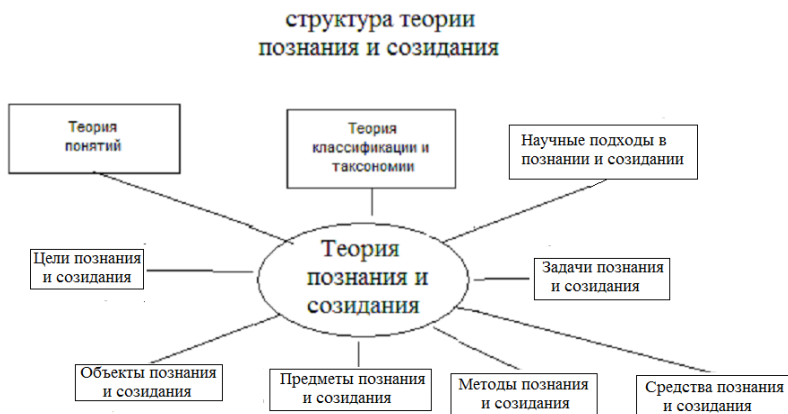 структура теории
познания и созидания
Теория
понятий
Теория
классификации и
таксономии
Научные подходы в
познании и созидании
Цели познания
и созидания
Теория
познания и
созидания
Задачи познания
и созидания
Объекты познания
и созидания
Предметы познания
и созидания
Методы познания
и созидания
Средства познания
и созидания